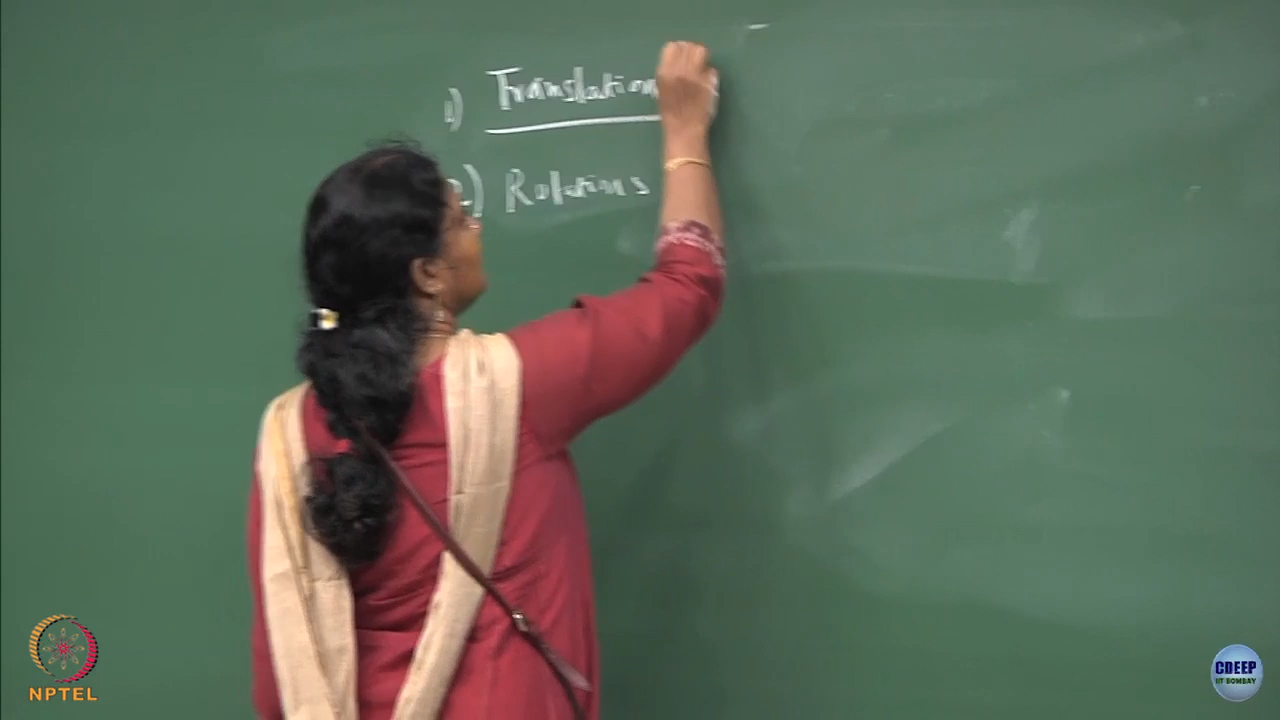 1) Translation
2) Rotations
NPTEL
CDEEP
IIT BOMBAY